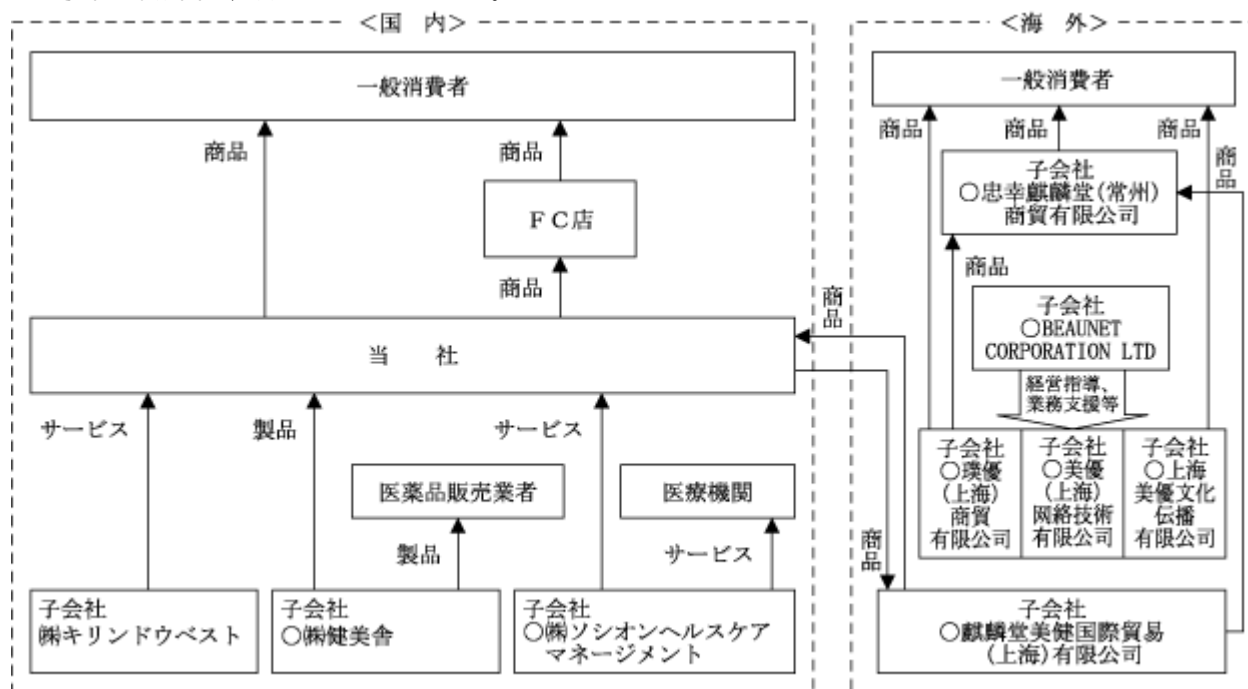 <国　内>
一般消費者
商品
商品
ＦＣ店
商品
当　　社
サービス
製品
サービス
医薬品販売業者
医療機関
製品
サービス
子会社
㈱キリンドウベスト
子会社
○㈱健美舎
子会社
○㈱ソシオンヘルスケア
マネージメント
商品
商品
<海　外>
一般消費者
商品
商品
商品
商品
子会社
○忠幸麒麟堂(常州)
商貿有限公司
商品
子会社
○BEAUNET
CORPORATION LTD
経営指導、
業務支援等
子会社
○璞優
(上海)
商貿
有限公司
子会社
○美優
(上海)
网絡技術
有限公司
子会社
○上海
美優文化
伝播
有限公司
子会社
○麒麟堂美健国際貿易
(上海)有限公司